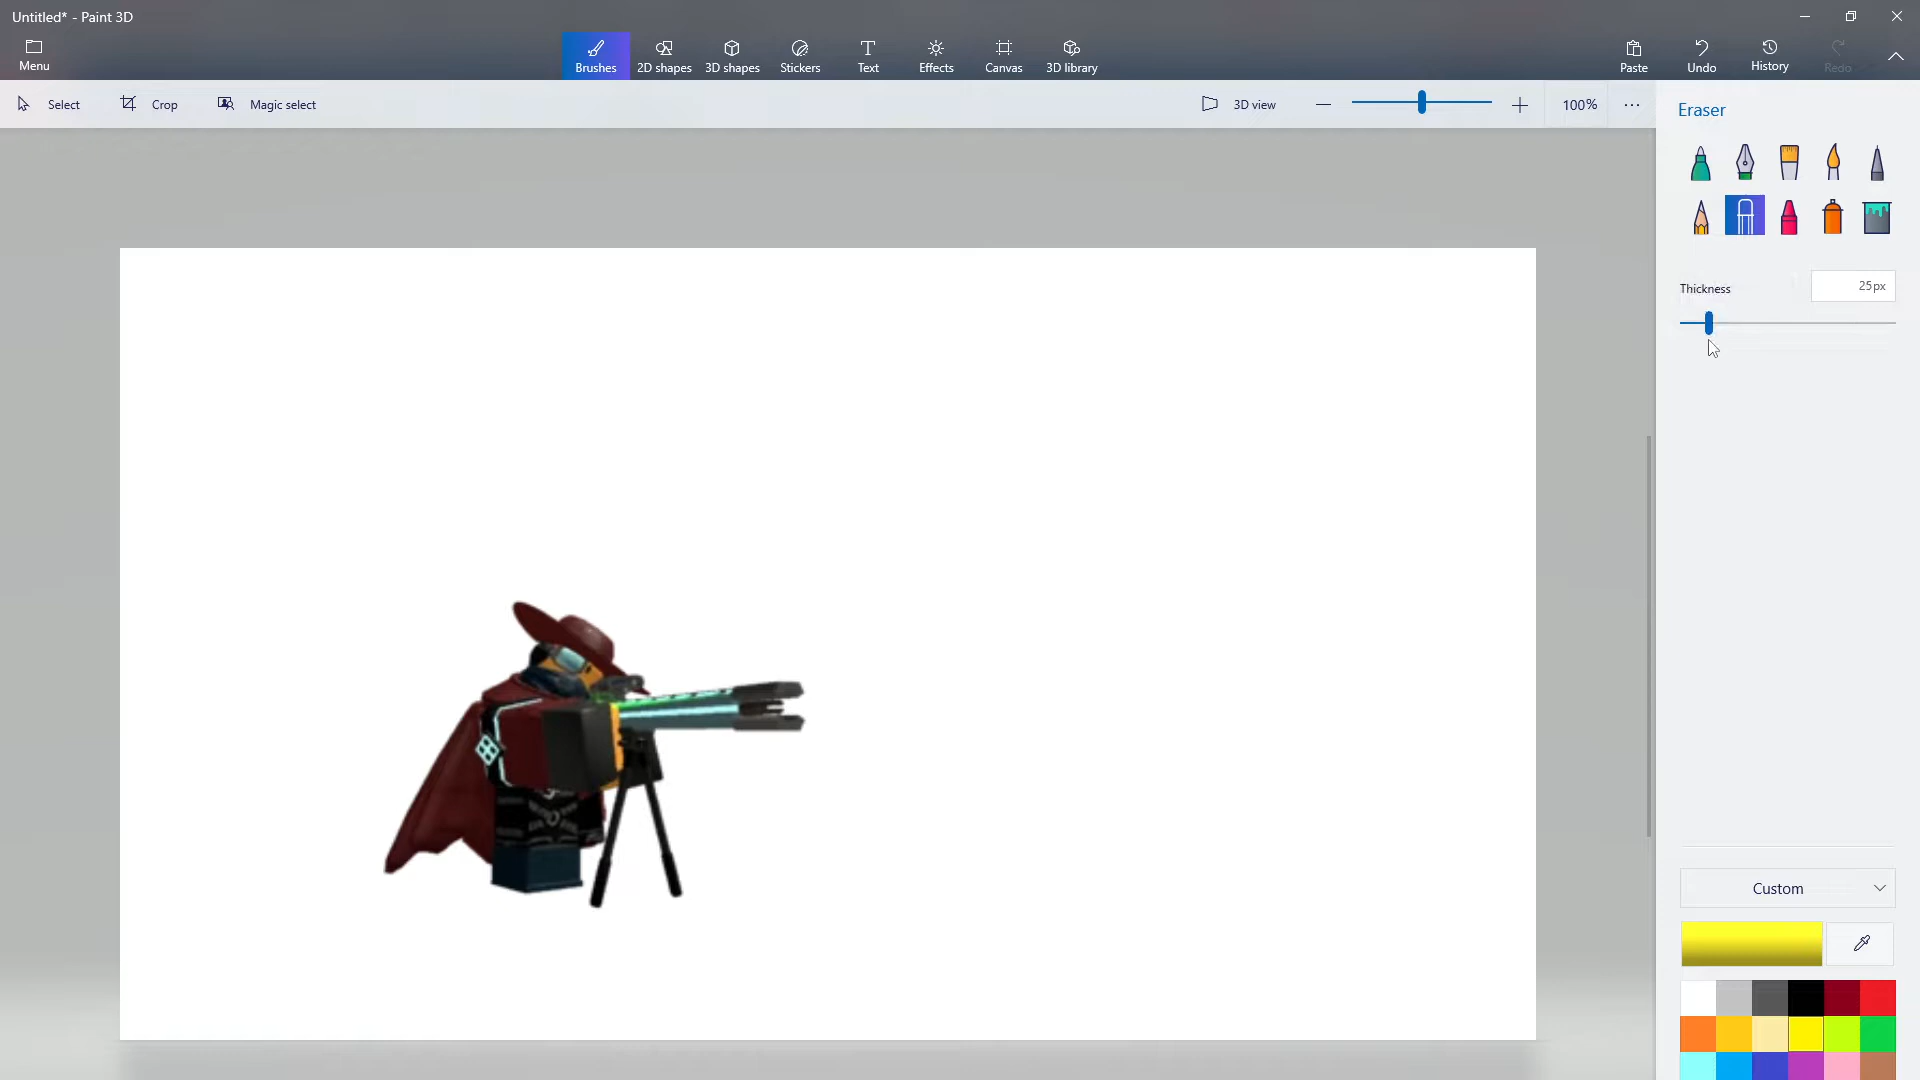 Untitled* - Paint 3D
Menu
Brushes
2D shapes
3D shapes
Stickers
Text
Effects
Canvas
3D library
Paste
Undo
History
Redo
Select
Crop
Magic select
3D view
100%
Eraser
Thickness
25px
Custom